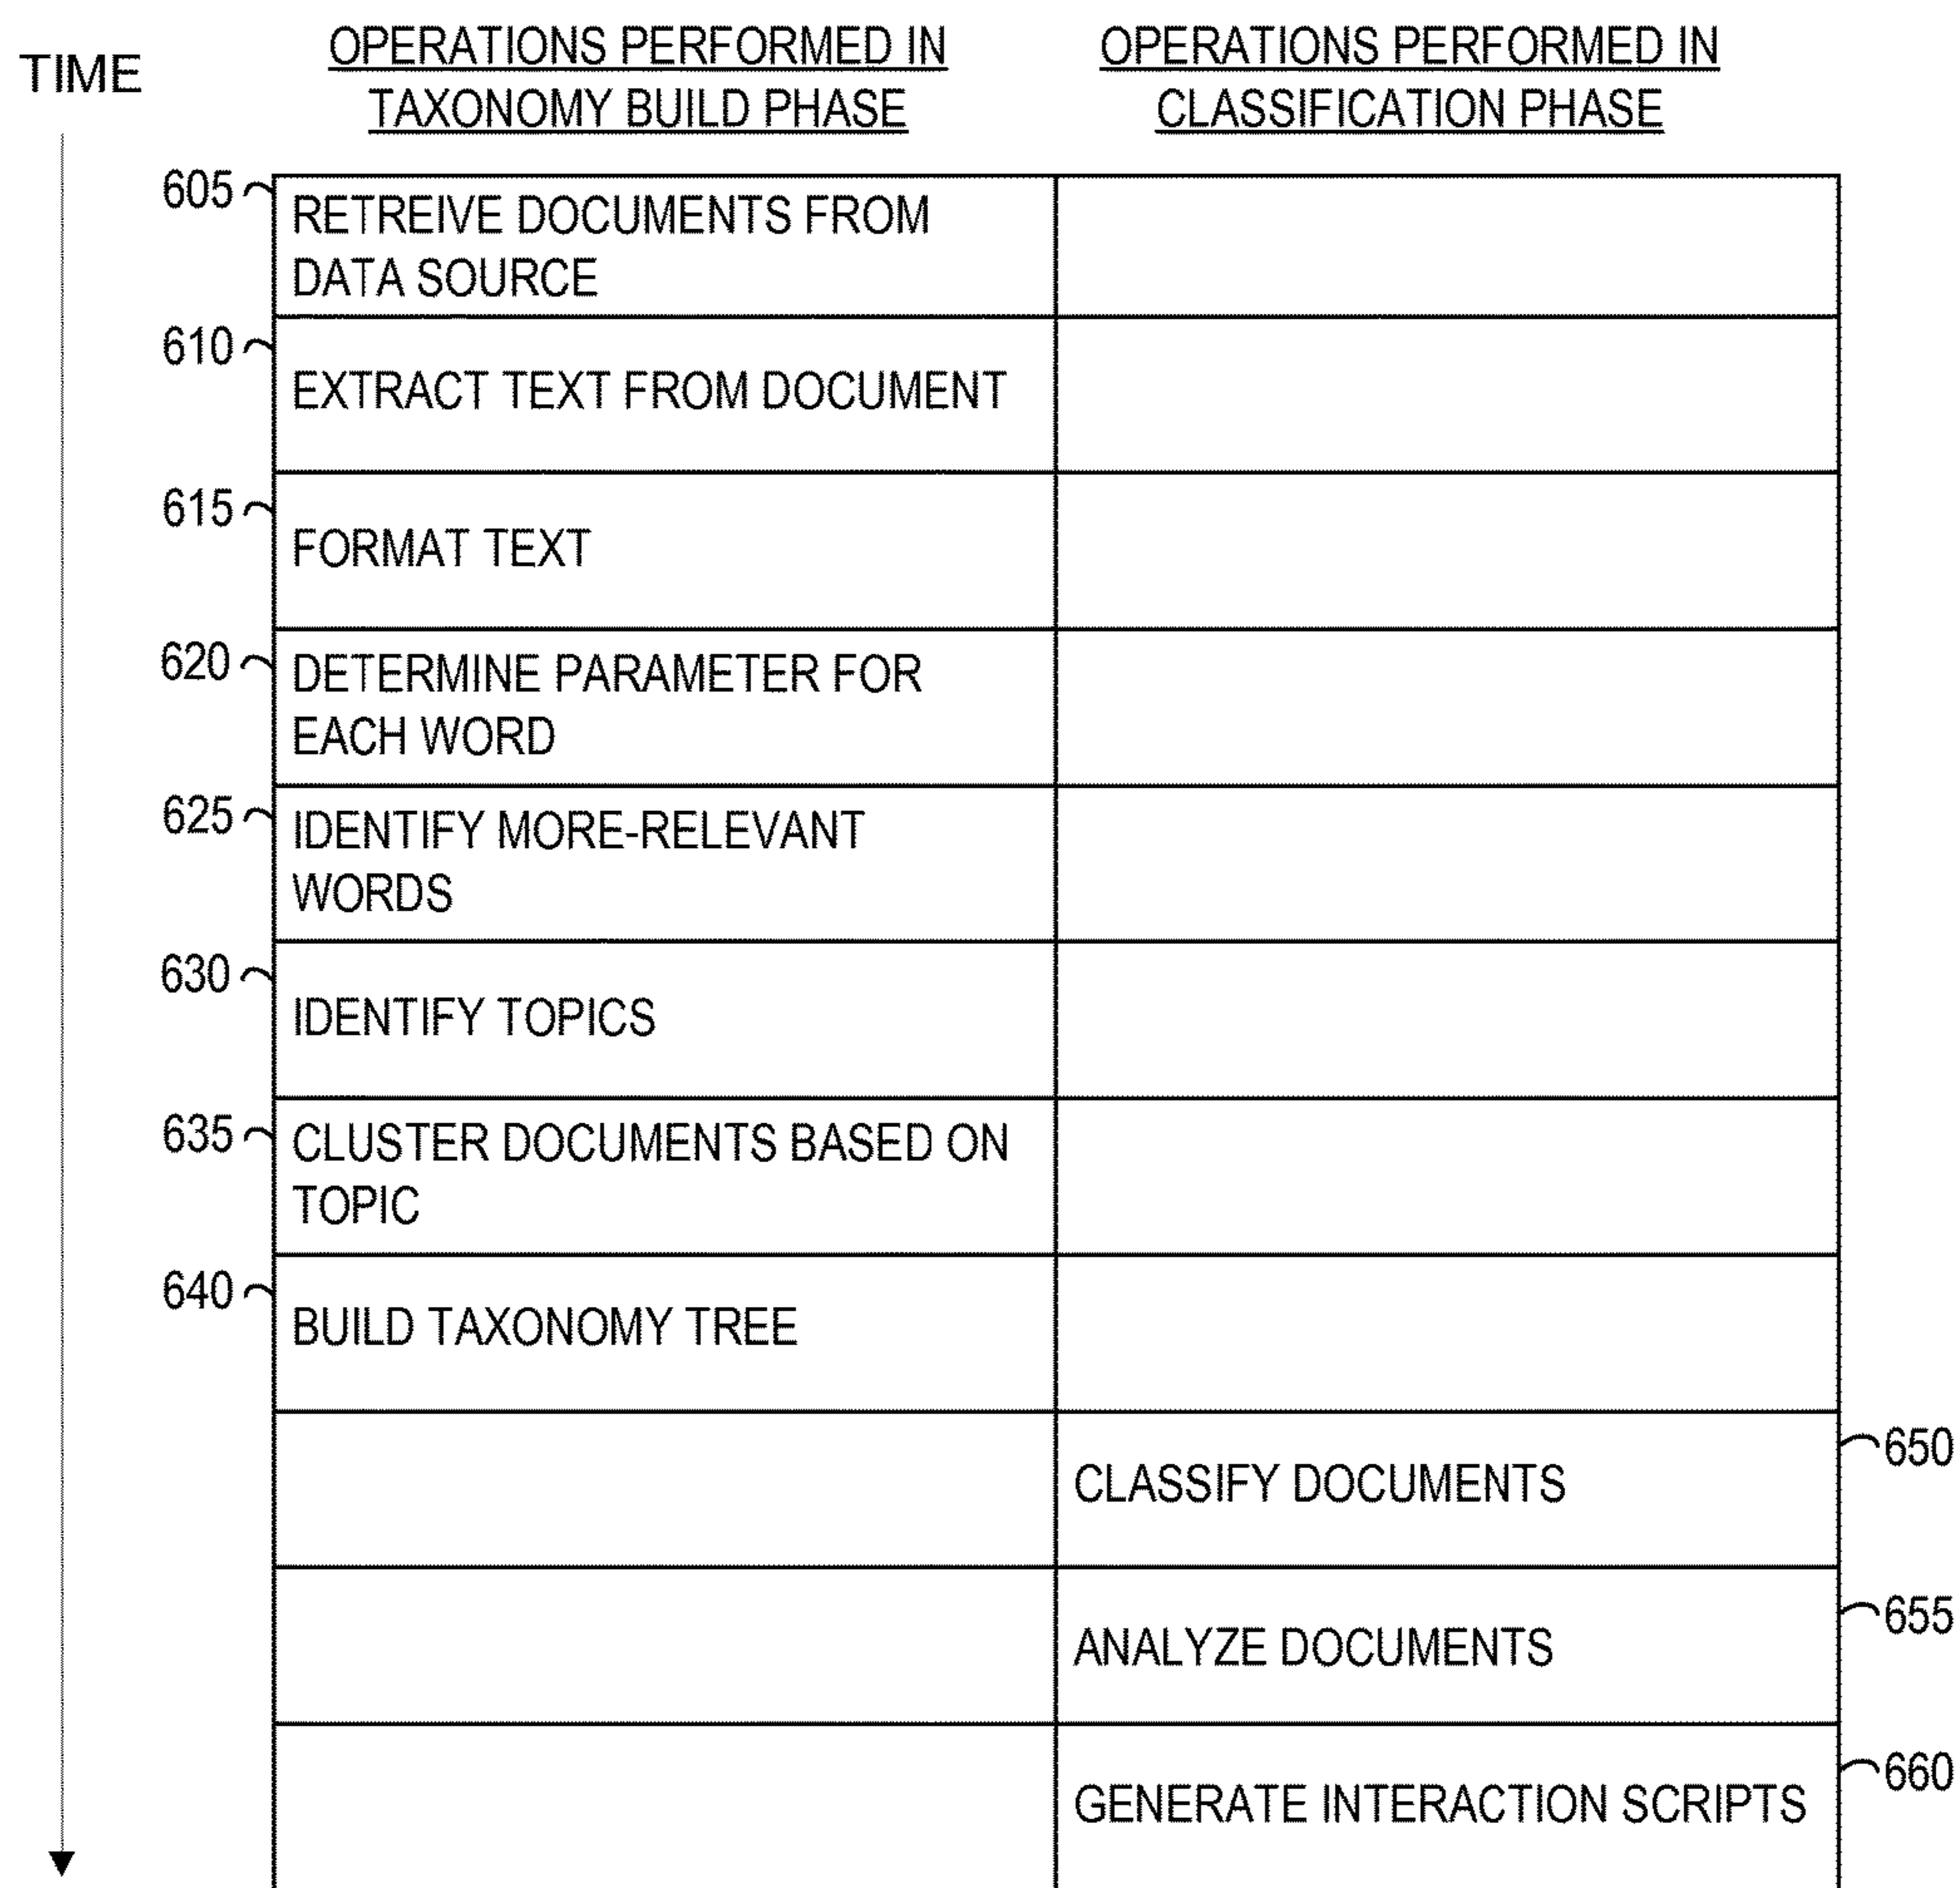 TIME
OPERATIONS PERFORMED IN
TAXONOMY BUILD PHASE
OPERATIONS PERFORMED IN
CLASSIFICATION PHASE
605
RETREIVE DOCUMENTS FROM
DATA SOURCE
610
EXTRACT TEXT FROM DOCUMENT
615
FORMAT TEXT
620
DETERMINE PARAMETER FOR
EACH WORD
625
IDENTIFY MORE-RELEVANT
WORDS
630
IDENTIFY TOPICS
635
CLUSTER DOCUMENTS BASED ON
TOPIC
640
BUILD TAXONOMY TREE
650
CLASSIFY DOCUMENTS
655
ANALYZE DOCUMENTS
660
GENERATE INTERACTION SCRIPTS